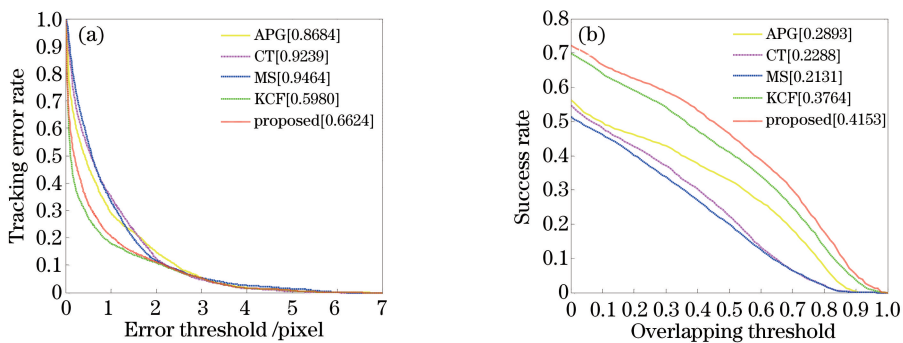 (a)
APG[0.8684]
CT[0.9239]
MS[0.9464]
KCF[0.5980]
proposed[0.6624]
Tracking error rate
1.0
0.9
0.8
0.7
0.6
0.5
0.4
0.3
0.2
0.1
0
0 1 2 3 4 5 6 7
Error threshold /pixel
(b)
APG[0.2893]
CT[0.2288]
MS[0.2131]
KCF[0.3764]
proposed[0.4153]
Success rate
0.8
0.7
0.6
0.5
0.4
0.3
0.2
0.1
0
0 0.1 0.2 0.3 0.4 0.5 0.6 0.7 0.8 0.9 1.0
Overlapping threshold